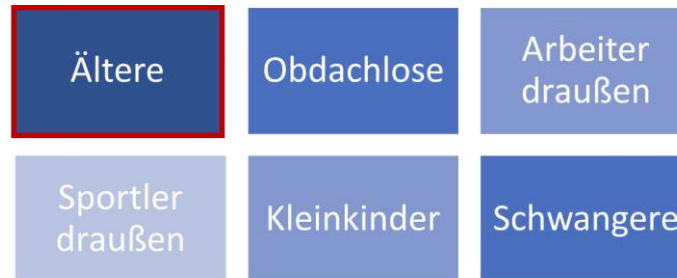 Ältere
Obdachlose
Arbeiter
draußen
Sportler
draußen
Kleinkinder
Schwangere